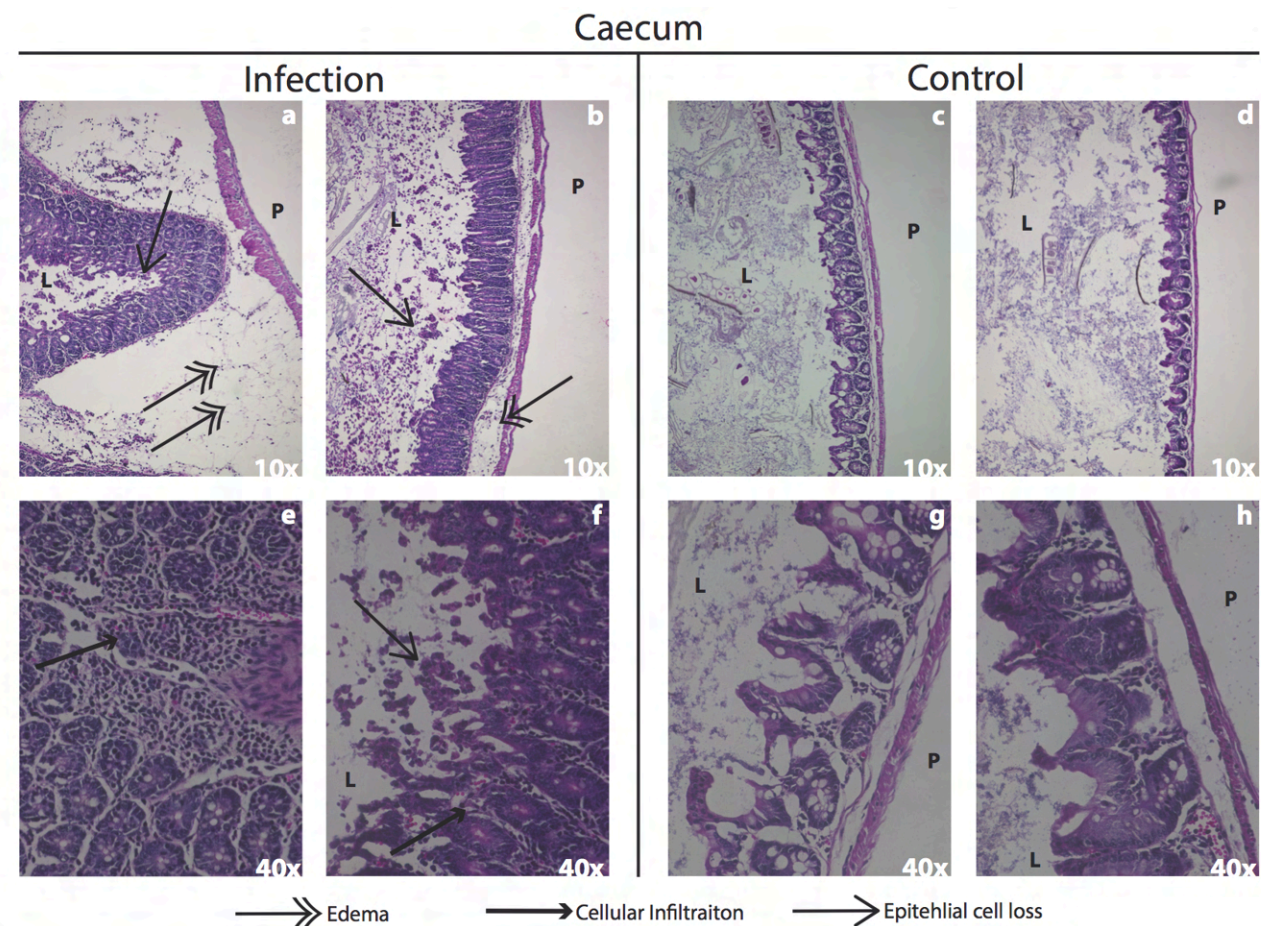 Caecum
Infection Control
a b c d
P P P P
L L L L
10x 10x 10x 10x
e f g h
L P
L P
L
40x 40x 40x 40x
Edema Cellular Infiltraiton Epitehlial cell loss